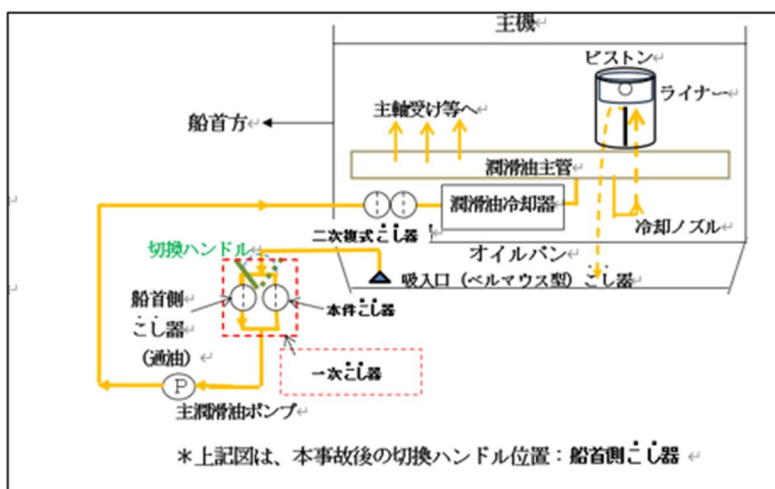 主機
ピストン
ライナー
主軸受け等へ
船首方
潤滑油主管
潤滑油冷却器
二次複式こし器
冷却ノズル
切換ハンドル
オイルパン
吸入口（ベルマウス型）こし器
船首側
こし器
（通油）
本件こし器
一次こし器
P
主潤滑油ポンプ
＊上記図は、本事故後の切換ハンドル位置：船首側こし器